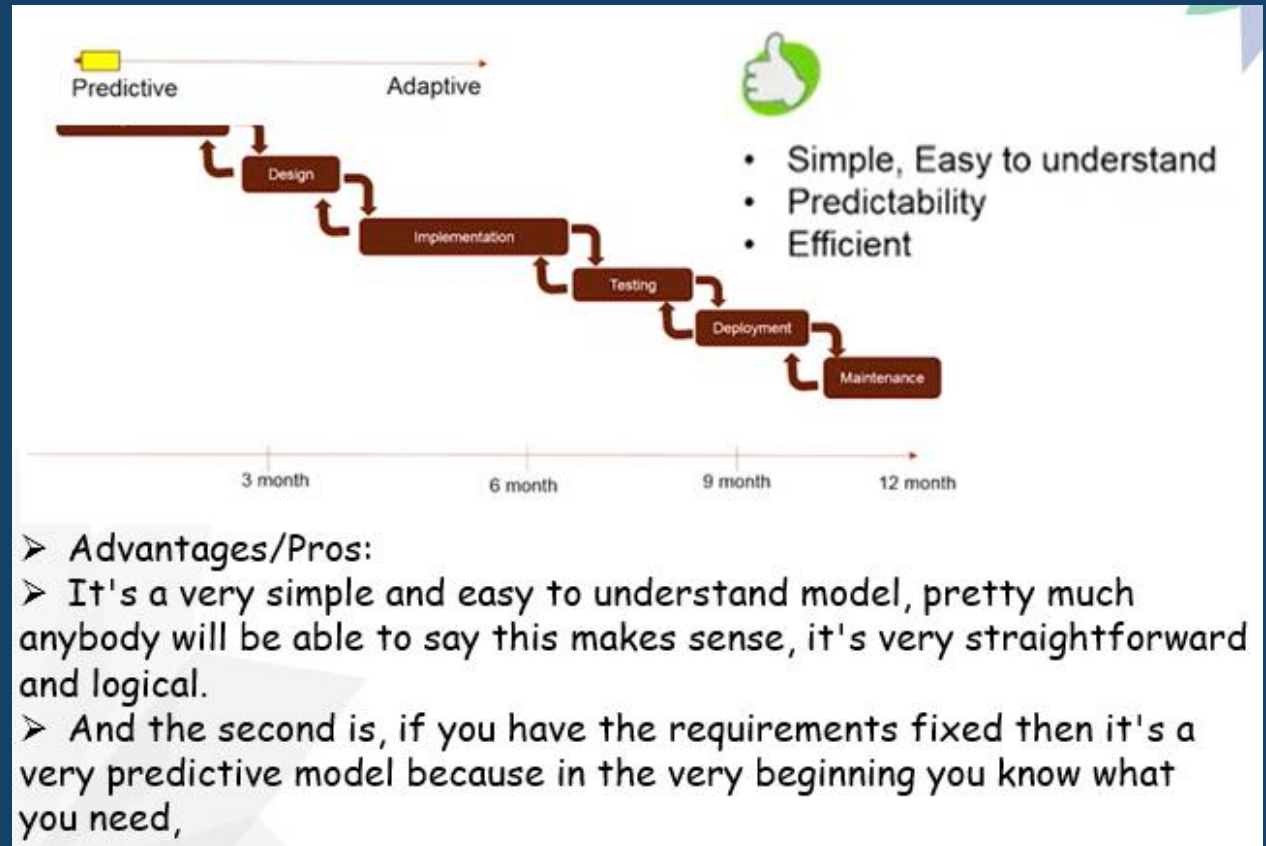 Predictive
Adaptive
• Simple, Easy to understand
• Predictability
• Efficient
Design
Implementation
Testing
Deployment
Maintenance
3 month
6 month
9 month
12 month
➢ Advantages/Pros:
➢ It's a very simple and easy to understand model, pretty much
anybody will be able to say this makes sense, it's very straightforward
and logical.
➢ And the second is, if you have the requirements fixed then it's a
very predictive model because in the very beginning you know what
you need,